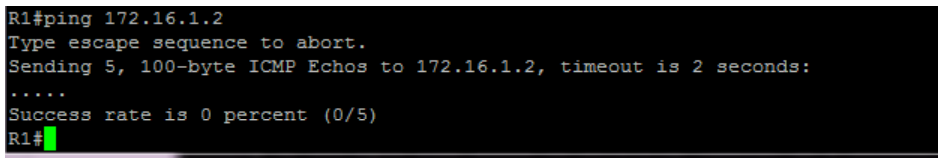 R1#ping 172.16.1.2
Type escape sequence to abort.
Sending 5, 100-byte ICMP Echos to 172.16.1.2, timeout is 2 seconds:
.....
Success rate is 0 percent (0/5)
R1#